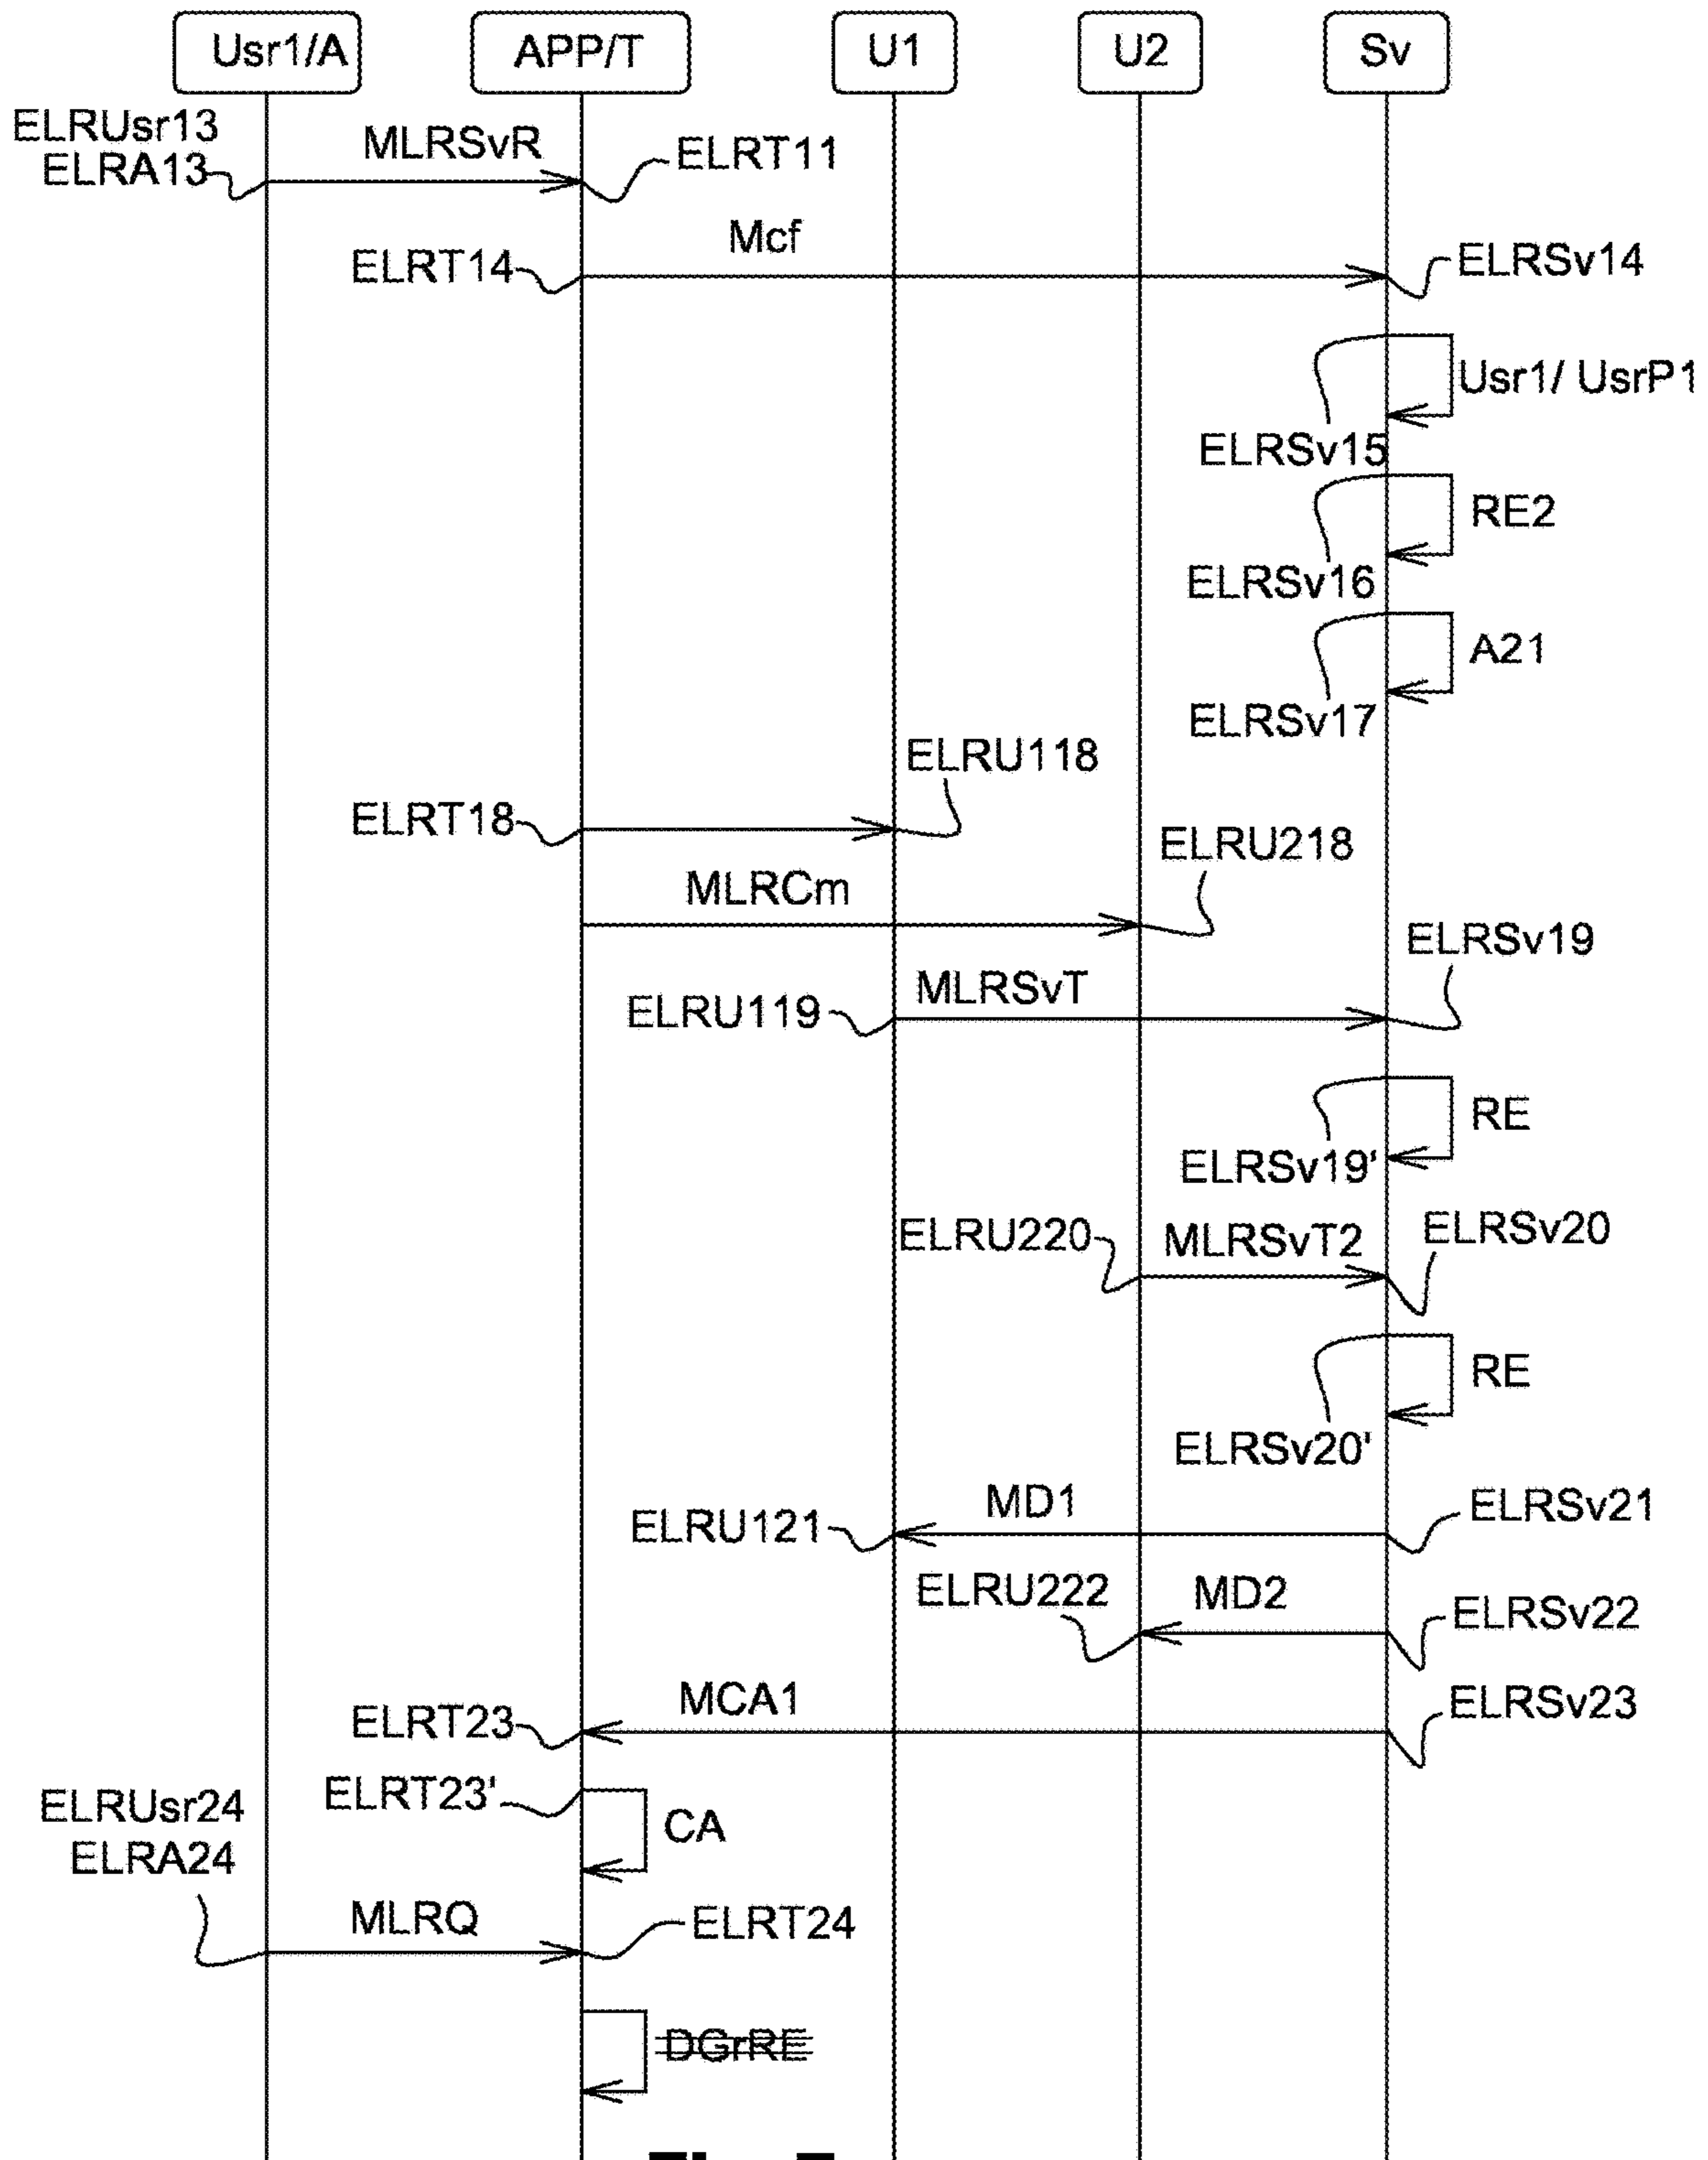 Usr1/A APP/T U1 U2 Sv
ELRUsr13
MLRSvR
ELRT11
ELRA13
Mcf
ELRT14
ELRSv14
Usr1/ UsrP1
ELRSv15
RE2
ELRSv16
A21
ELRSv17
ELRU118
ELRT18
ELRU218
MLRCm
ELRSv19
MLRSvT
ELRU119
RE
ELRSv19'
ELRSv20
ELRU220
MLRSvT2
RE
ELRSv20'
MD1
ELRSv21
ELRU121
ELRU222
MD2
ELRSv22
MCA1
ELRSv23
ELRT23
ELRT23'
ELRUsr24
CA
ELRA24
MLRQ
ELRT24
DGrRE